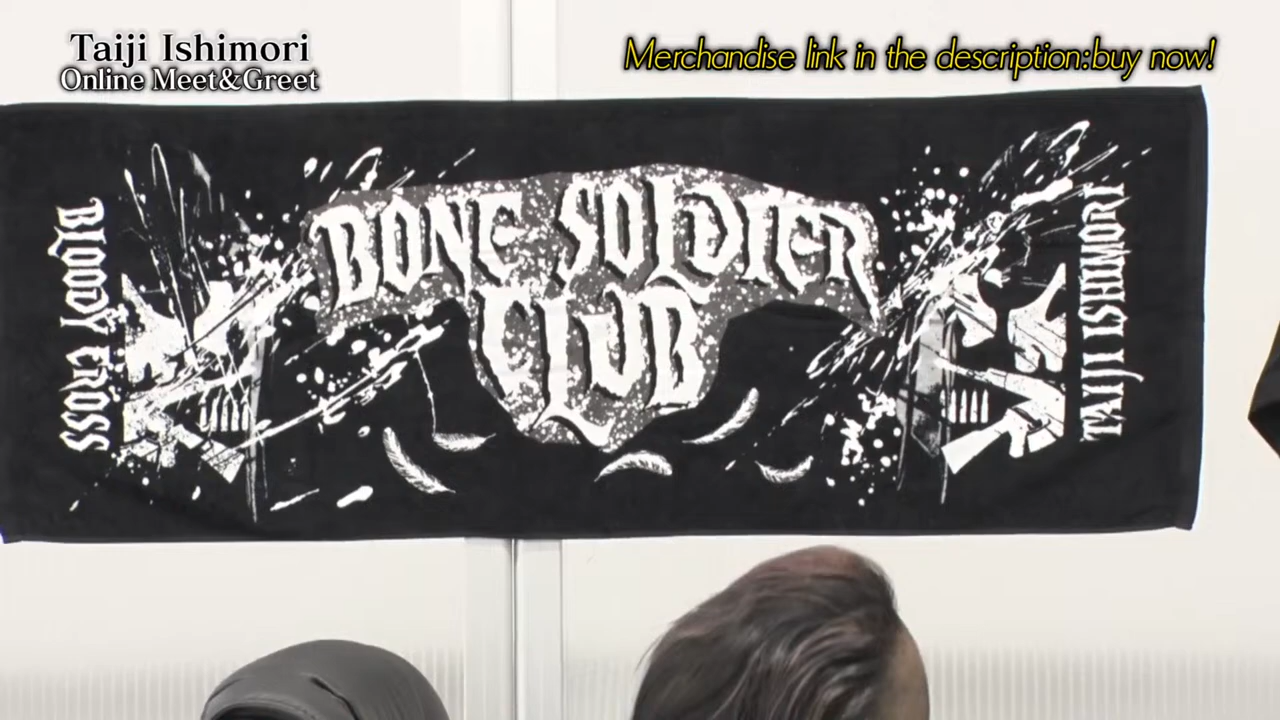 Taiji Ishimori
Online Meet&Greet
Merchandise link in the description:buy now!
BLOODY CROSS
BONE SOLDIER
CLUB
TAIJI ISHIMORI